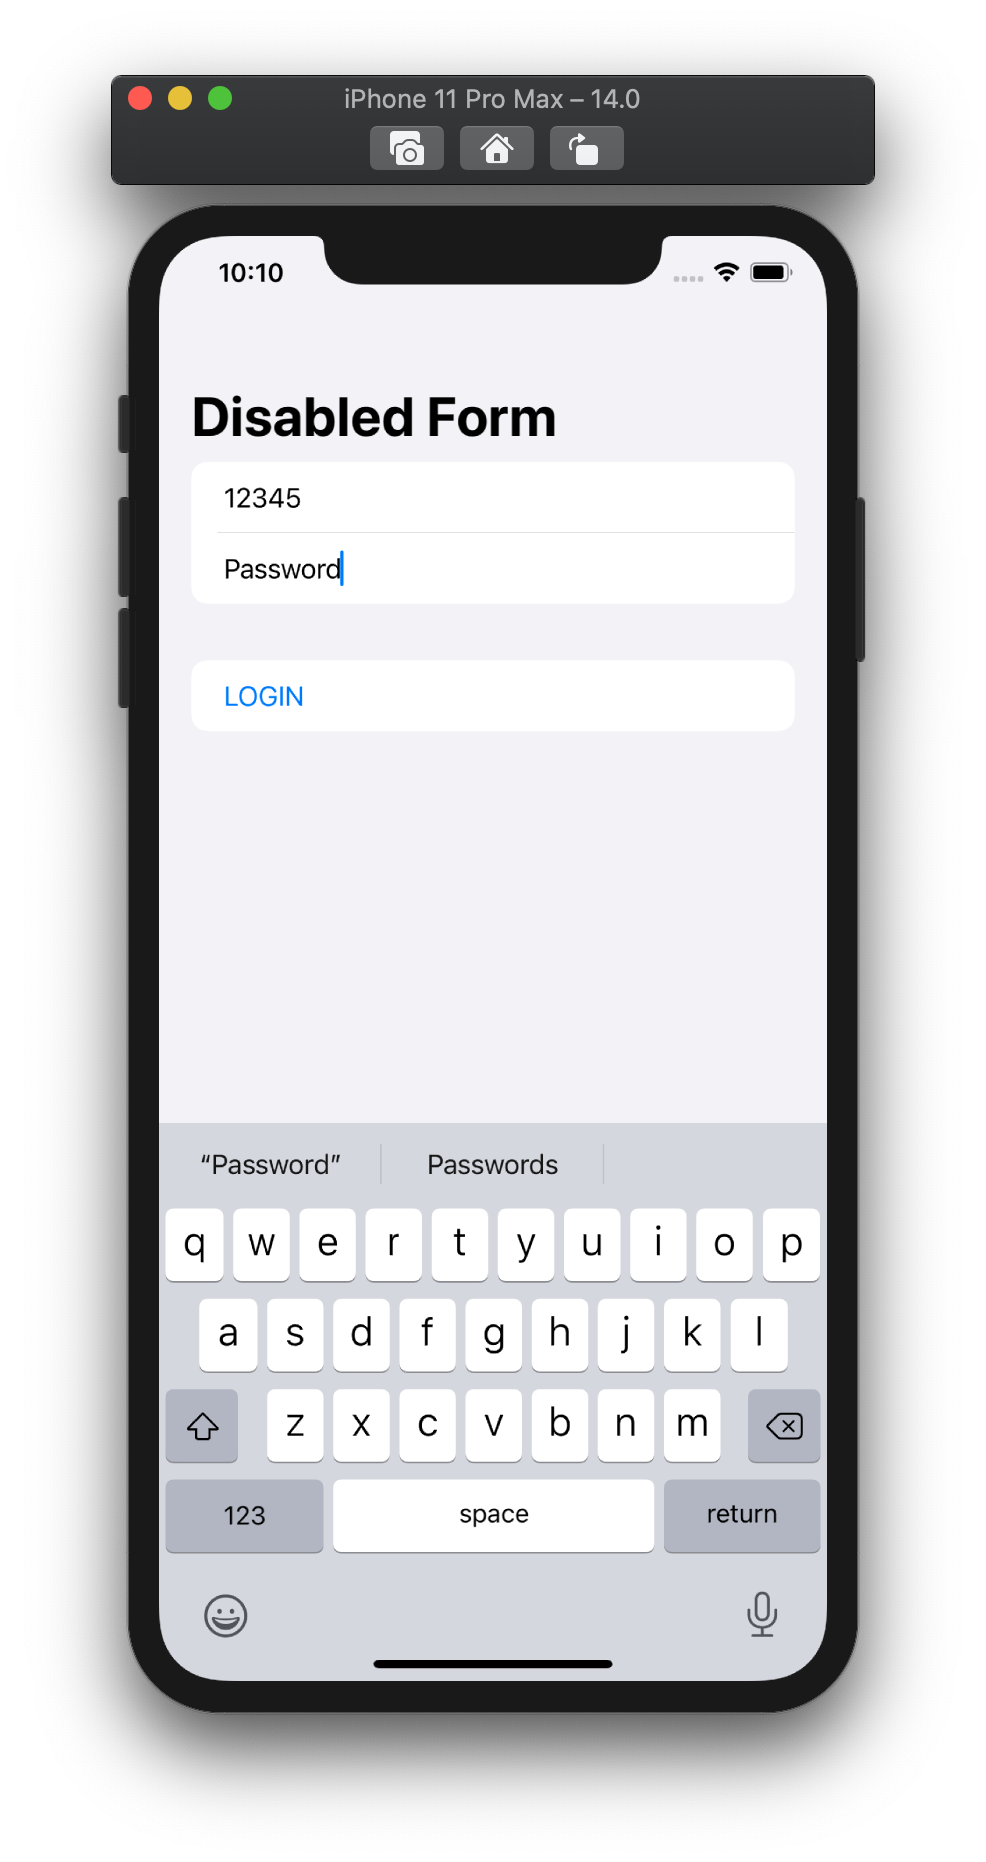 iPhone 11 Pro Max – 14.0
10:10
Disabled Form
12345
Password
LOGIN
“Password” Passwords
q w e r t y u i o p
a s d f g h j k l
z x c v b n m
123 space return